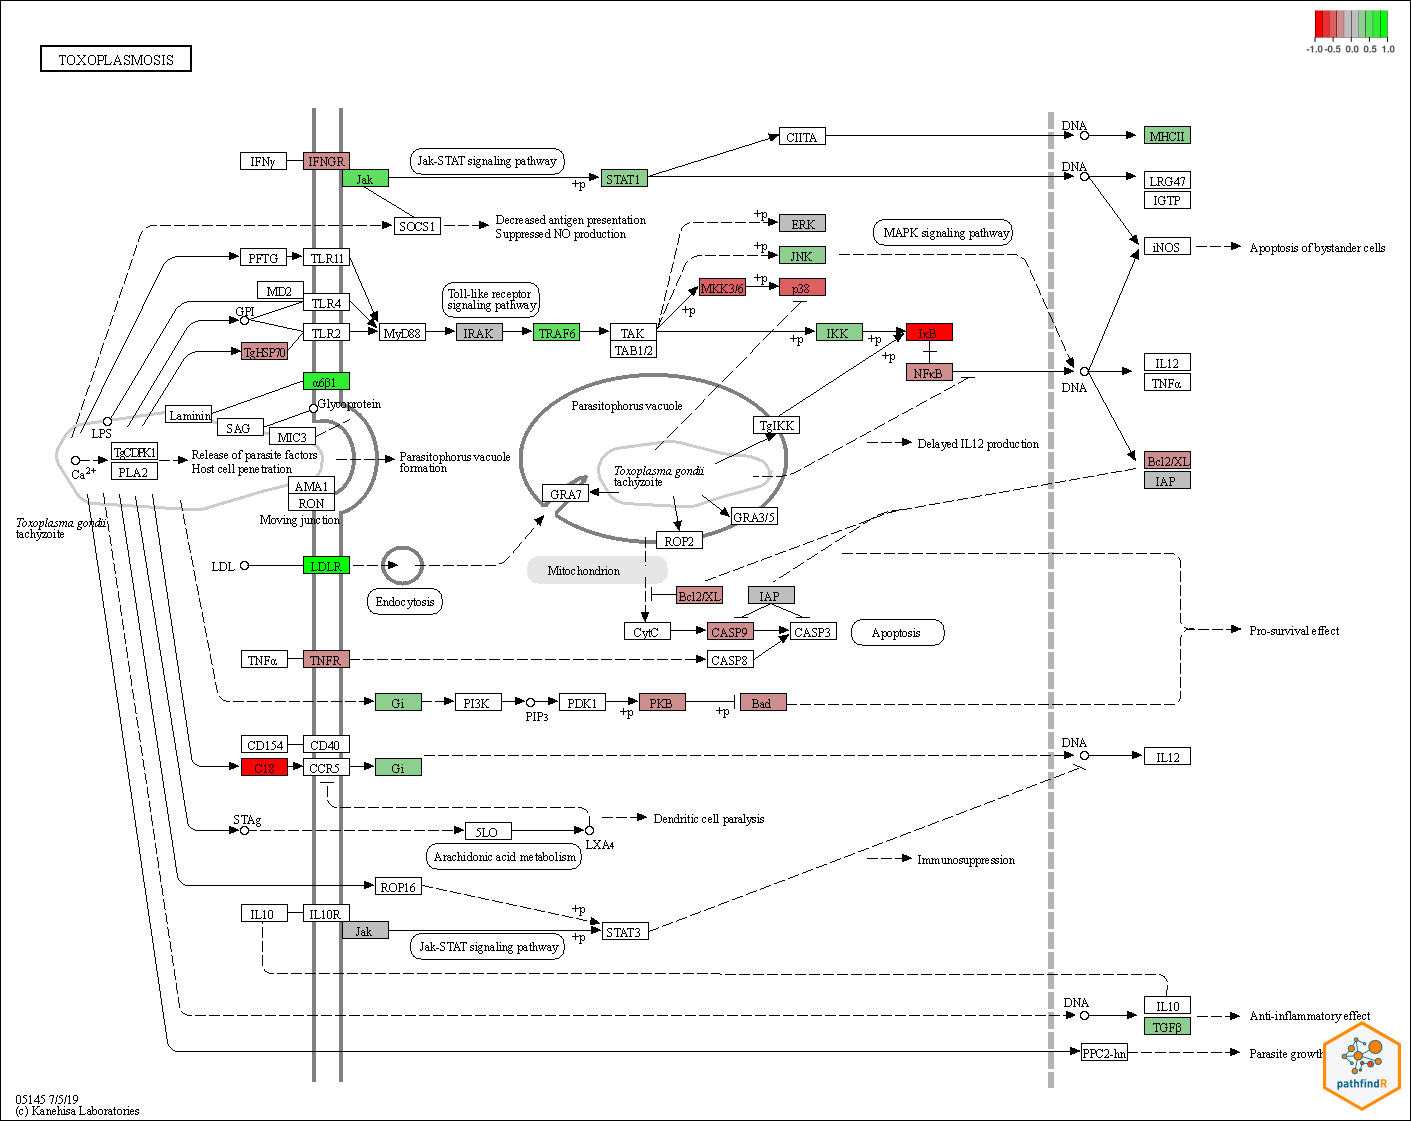 TOXOPLASMOSIS
-1.0 -0.5 0.0 0.5 1.0
IFNγ
IFNGR
Jak
Jak-STAT signaling pathway
+p
STAT1
CIITA
DNA
MHCII
DNA
LRG47
IGTP
SOCS1
Decreased antigen presentation
Suppressed NO production
+p
ERK
MAPK signaling pathway
iNOS
Apoptosis of bystander cells
PFTG
TLR11
+p
JNK
MD2
TLR4
Toll-like receptor
signaling pathway
MKK3/6
+p
p38
+p
GPI
TLR2
MyD88
IRAK
TRAF6
TAK
TAB1/2
+p
IKK
+p
IκB
+p
NFκB
TgHSP70
IL12
TNFα
DNA
α6β1
Laminin
Glycoprotein
SAG
MIC3
LPS
Ca2+
TgCDPK1
PLA2
Release of parasite factors
Host cell penetration
Parasitophorus vacuole
formation
AMA1
RON
Moving junction
Toxoplasma gondii
tachyzoite
Parasitophorus vacuole
TgIKK
Toxoplasma gondii
tachyzoite
GRA7
GRA3/5
ROP2
Delayed IL12 production
Bcl2/XL
IAP
LDL
LDLR
Endocytosis
Mitochondrion
Bcl2/XL
IAP
CytC
CASP9
CASP3
Apoptosis
Pro-survival effect
TNFα
TNFR
CASP8
Gi
PI3K
PIP3
PDK1
+p
PKB
+p
Bad
CD154
CD40
C18
CCR5
Gi
DNA
IL12
STAg
5LO
LXA4
Dendritic cell paralysis
Arachidonic acid metabolism
Immunosuppression
ROP16
+p
IL10
IL10R
Jak
+p
STAT3
Jak-STAT signaling pathway
DNA
IL10
TGFβ
Anti-inflammatory effect
PPC2-hn
Parasite growth
pathfindR
05145 7/5/19
(c) Kanehisa Laboratories